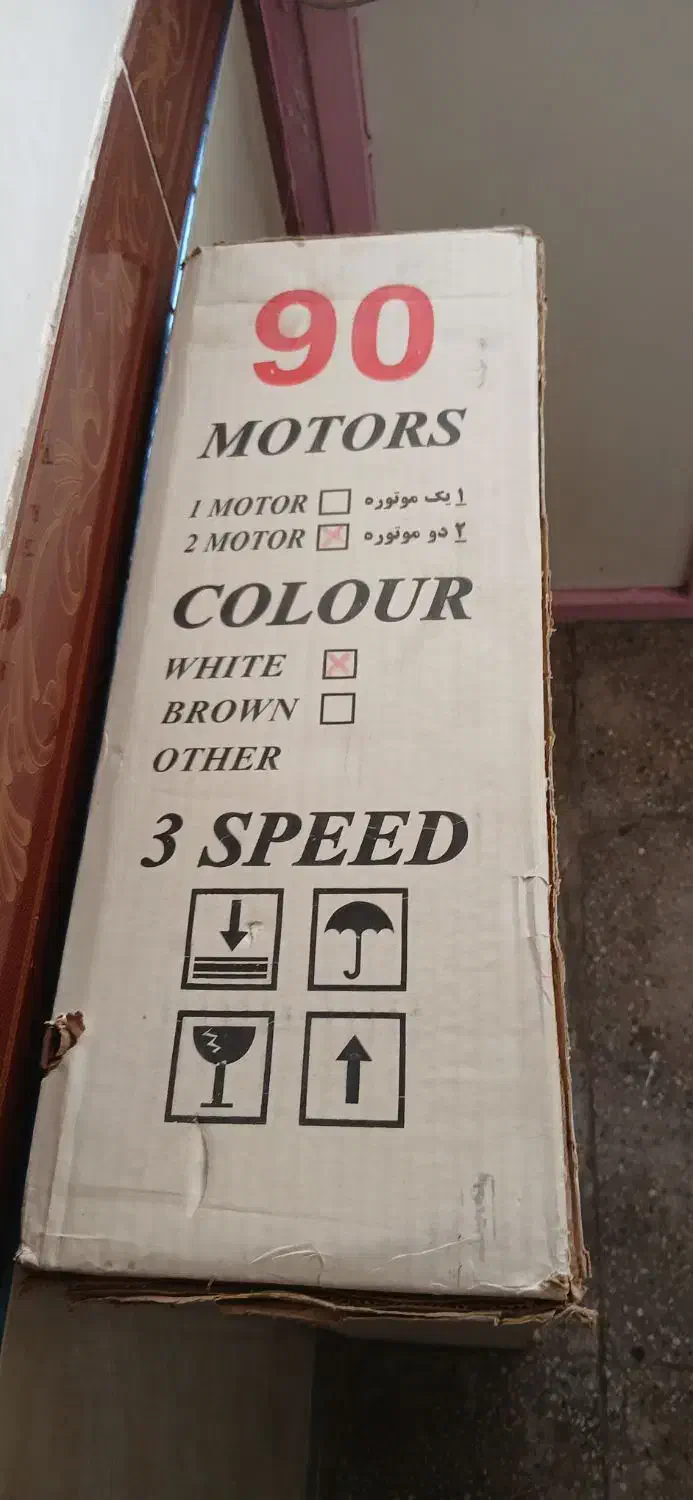 90
MOTORS
1 MOTOR ۱ یک موتوره
2 MOTOR ۲ دو موتوره
COLOUR
WHITE
BROWN
OTHER
3 SPEED